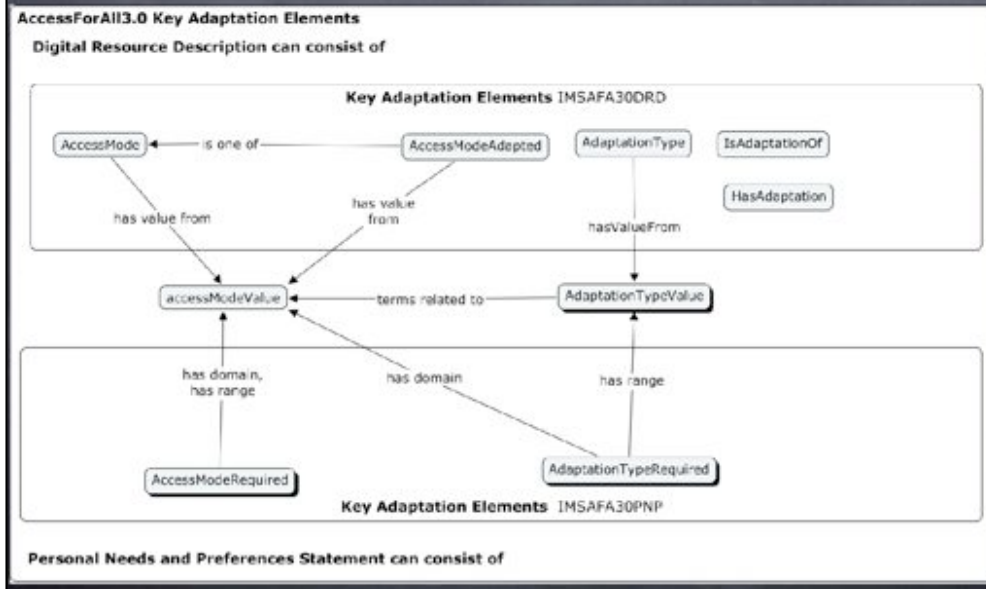 AccessForAll3.0 Key Adaptation Elements
Digital Resource Description can consist of
Key Adaptation Elements IMSAFA30DRD
AccessMode
is one of
AccessModeAdapted
AdaptationType
IsAdaptationOf
HasAdaptation
has value from
has value
from
hasValueFrom
accessModeValue
terms related to
AdaptationTypeValue
has domain,
has range
has domain
has range
AccessModeRequired
AdaptationTypeRequired
Key Adaptation Elements IMSAFA30PNP
Personal Needs and Preferences Statement can consist of